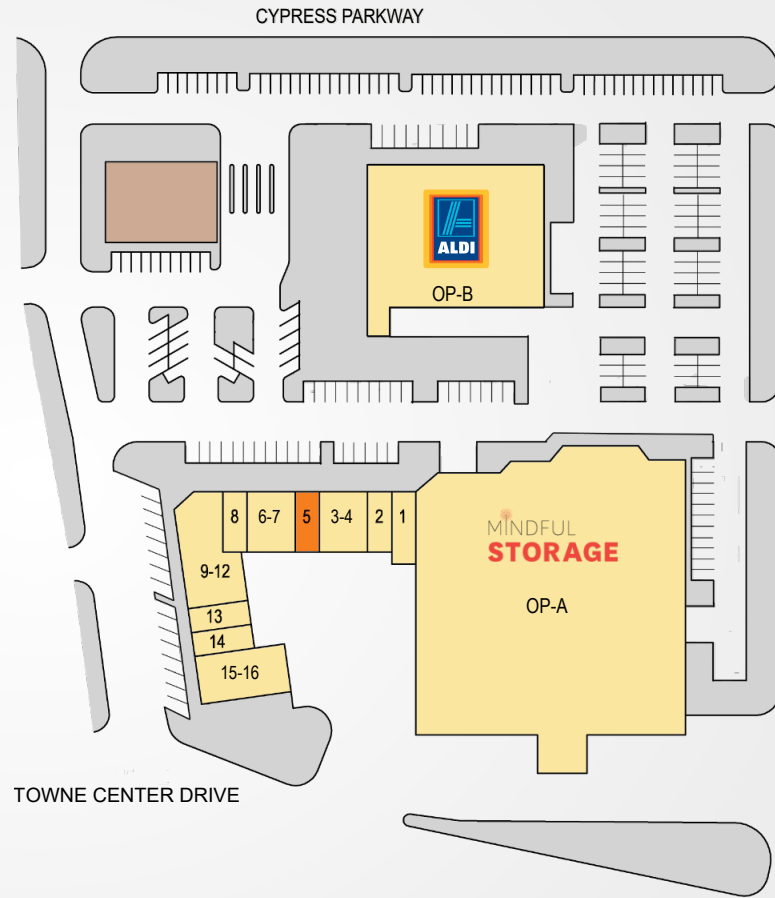 CYPRESS PARKWAY
ALDI
OP-B
8
6-7
5
3-4
2
1
MINDFUL
STORAGE
OP-A
9-12
13
14
15-16
TOWNE CENTER DRIVE